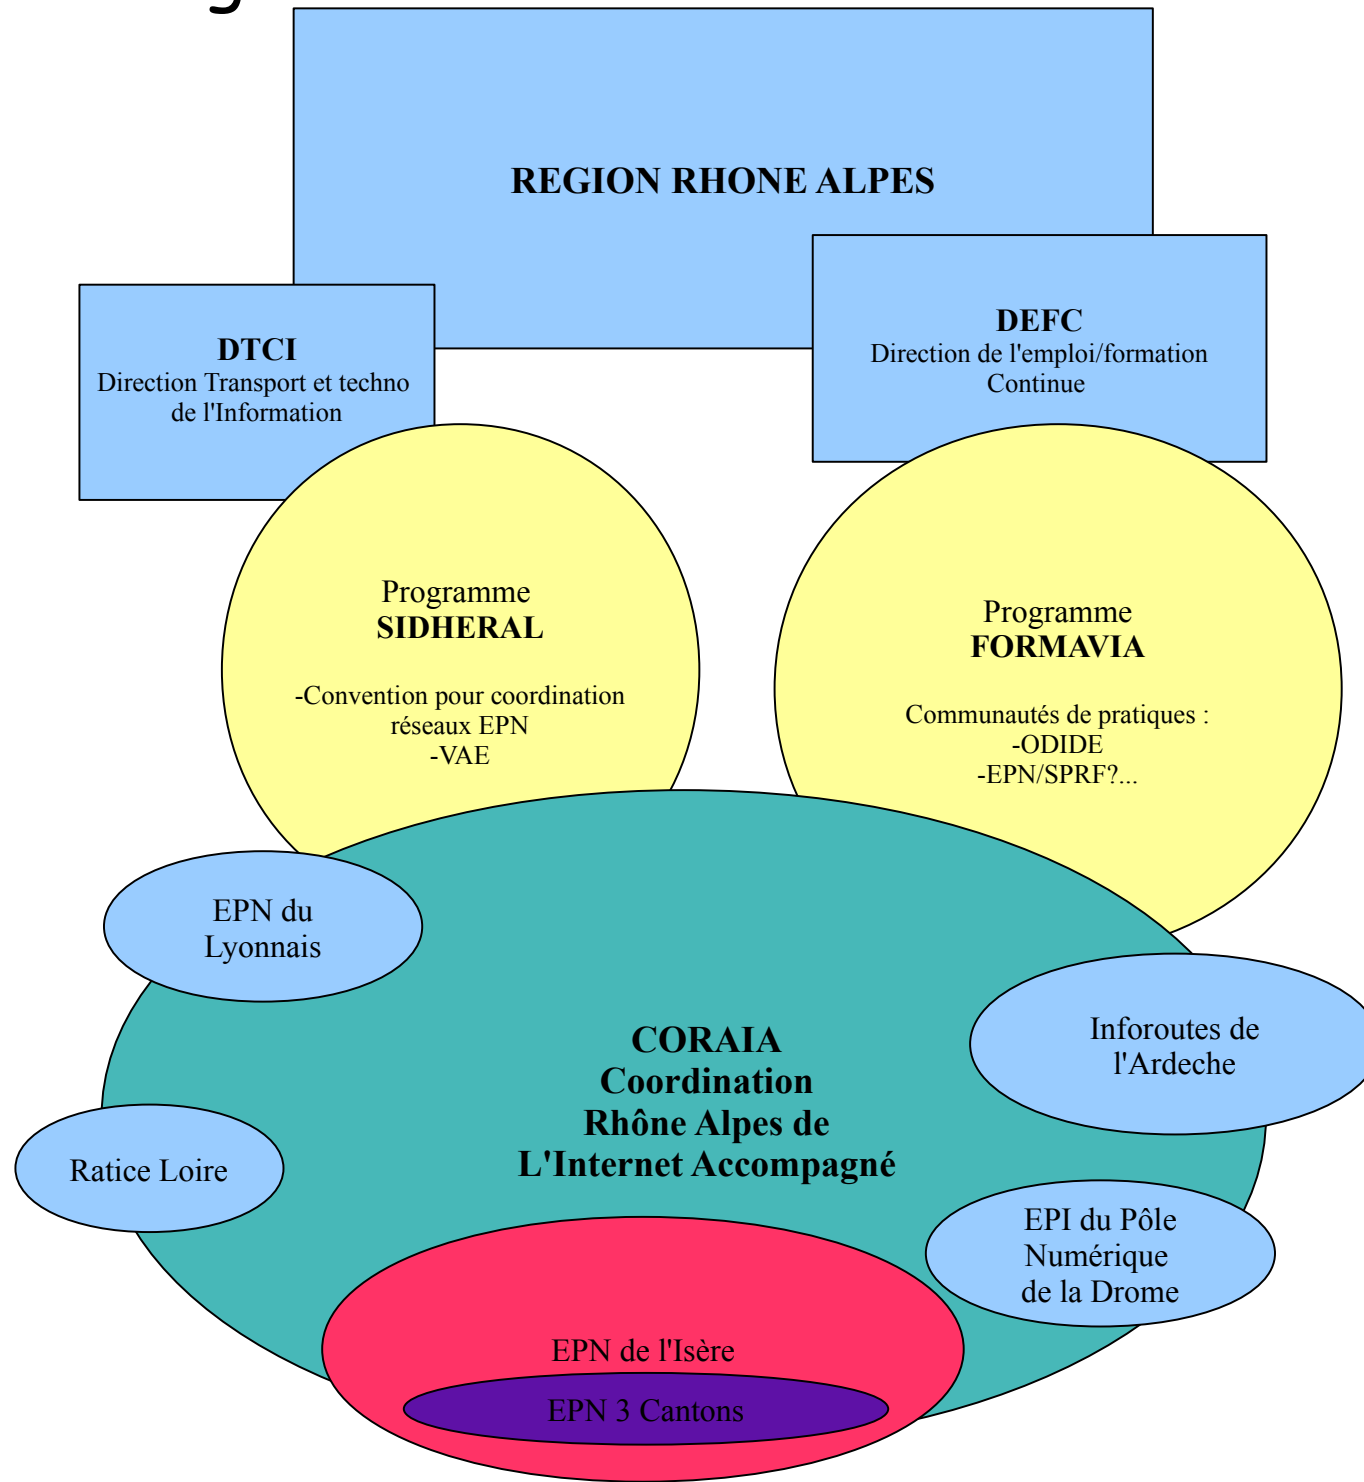 REGION RHONE ALPES
DTCI
Direction Transport et techno
de l'Information
DEFC
Direction de l'emploi/formation
Continue
Programme
SIDHERAL
-Convention pour coordination
réseaux EPN
-VAE
Programme
FORMAVIA
Communautés de pratiques :
-ODIDE
-EPN/SPRF?...
EPN du
Lyonnais
CORAIA
Coordination
Rhône Alpes de
L'Internet Accompagné
Inforoutes de
l'Ardeche
Ratice Loire
EPI du Pôle
Numérique
de la Drome
EPN de l'Isère
EPN 3 Cantons